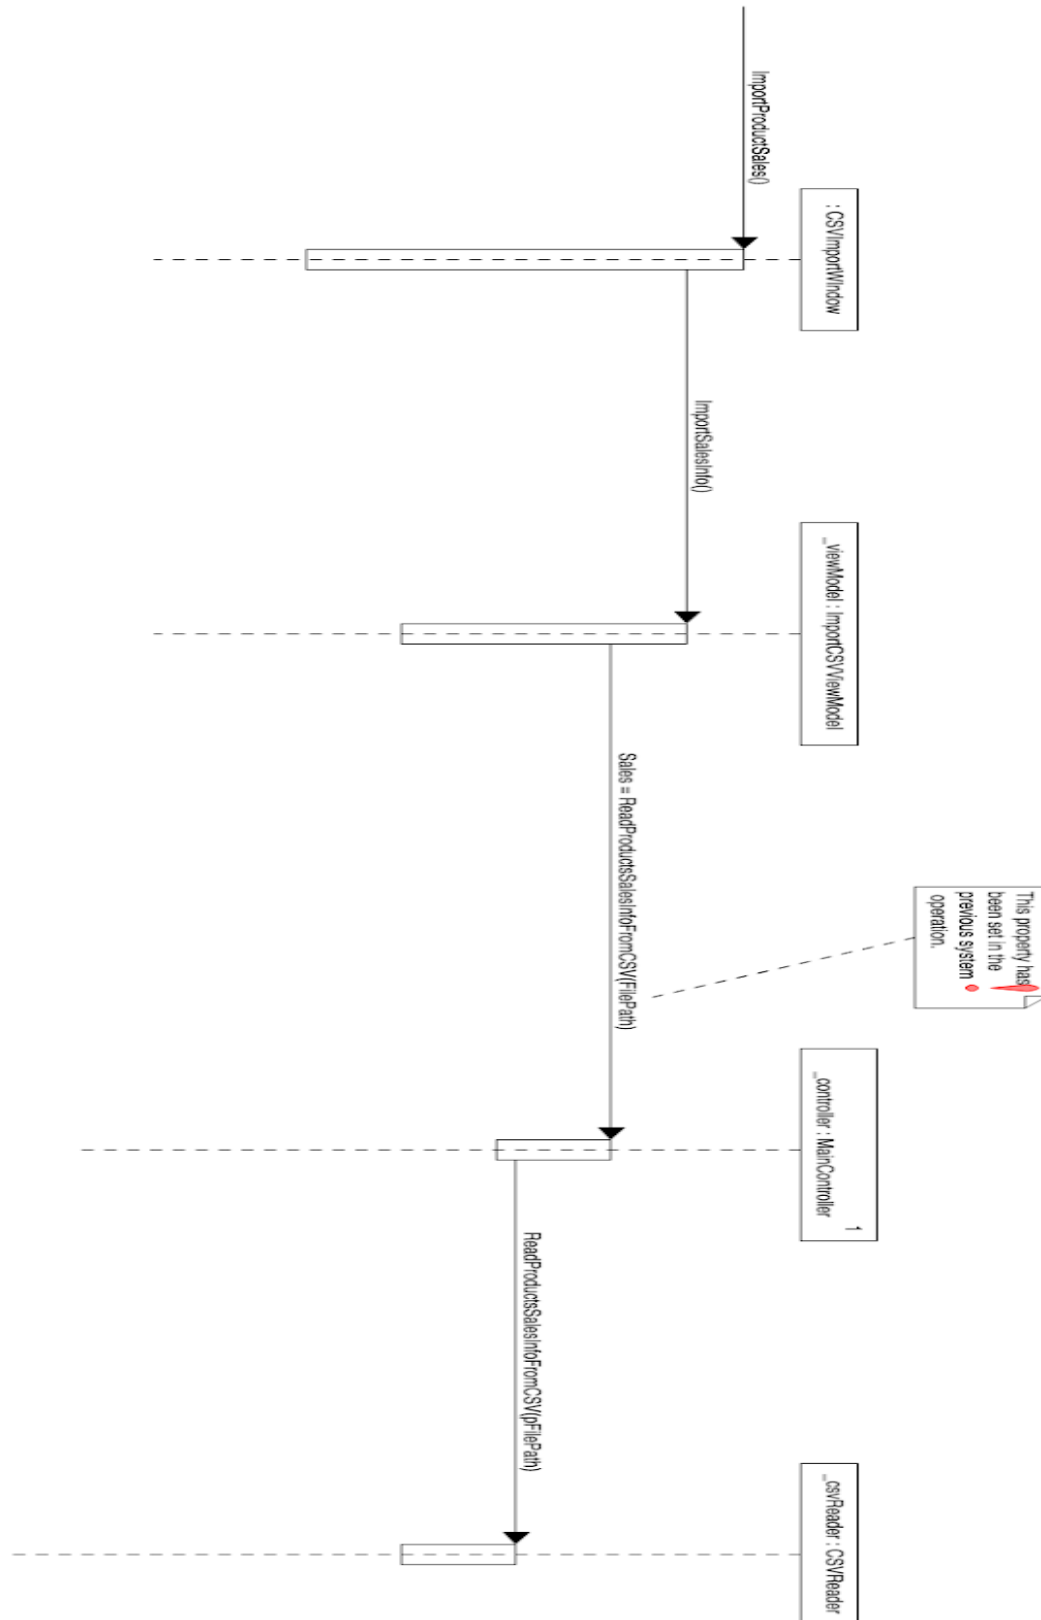 ImportProductSales()
: CSVImportWIndow
ImportSalesInfo()
_viewModel : ImportCSVViewModel
Sales = ReadProductsSalesInfoFromCSV(FilePath)
This property has
been set in the
previous system
operation.
1
_controller : MainController
ReadProductsSalesInfoFromCSV(pFilePath)
_csvReader : CSVReader